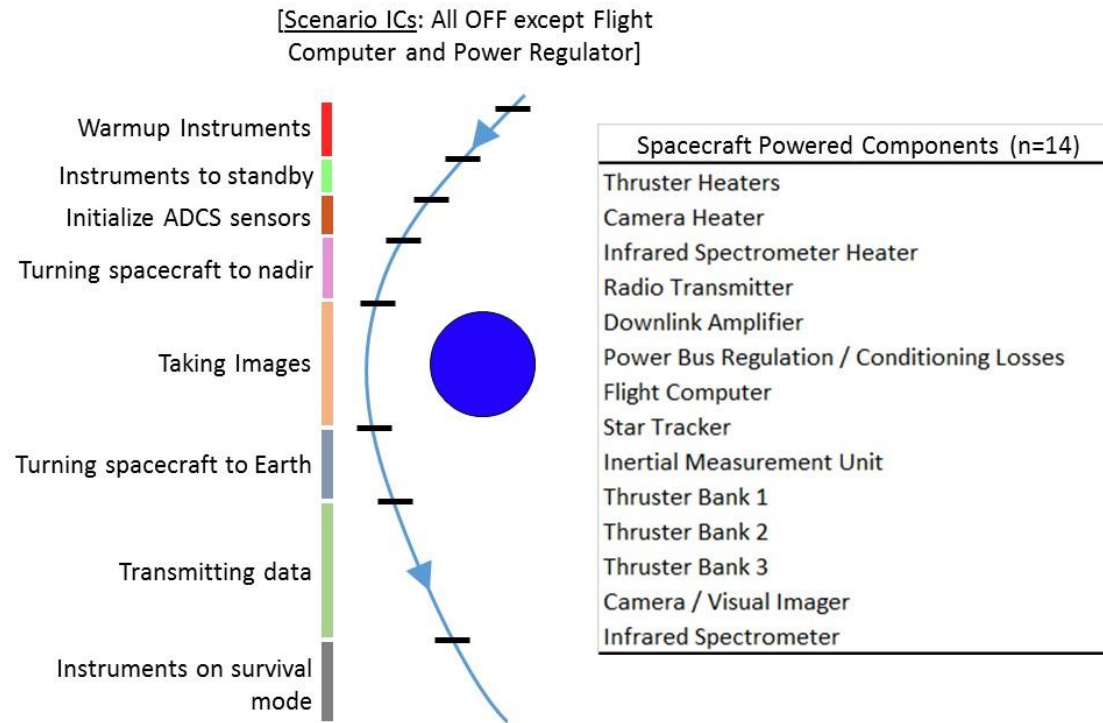 [Scenario ICs: All OFF except Flight
Computer and Power Regulator]
Warmup Instruments
Instruments to standby
Initialize ADCS sensors
Turning spacecraft to nadir
Taking Images
Turning spacecraft to Earth
Transmitting data
Instruments on survival
mode
Spacecraft Powered Components (n=14)
Thruster Heaters
Camera Heater
Infrared Spectrometer Heater
Radio Transmitter
Downlink Amplifier
Power Bus Regulation / Conditioning Losses
Flight Computer
Star Tracker
Inertial Measurement Unit
Thruster Bank 1
Thruster Bank 2
Thruster Bank 3
Camera / Visual Imager
Infrared Spectrometer